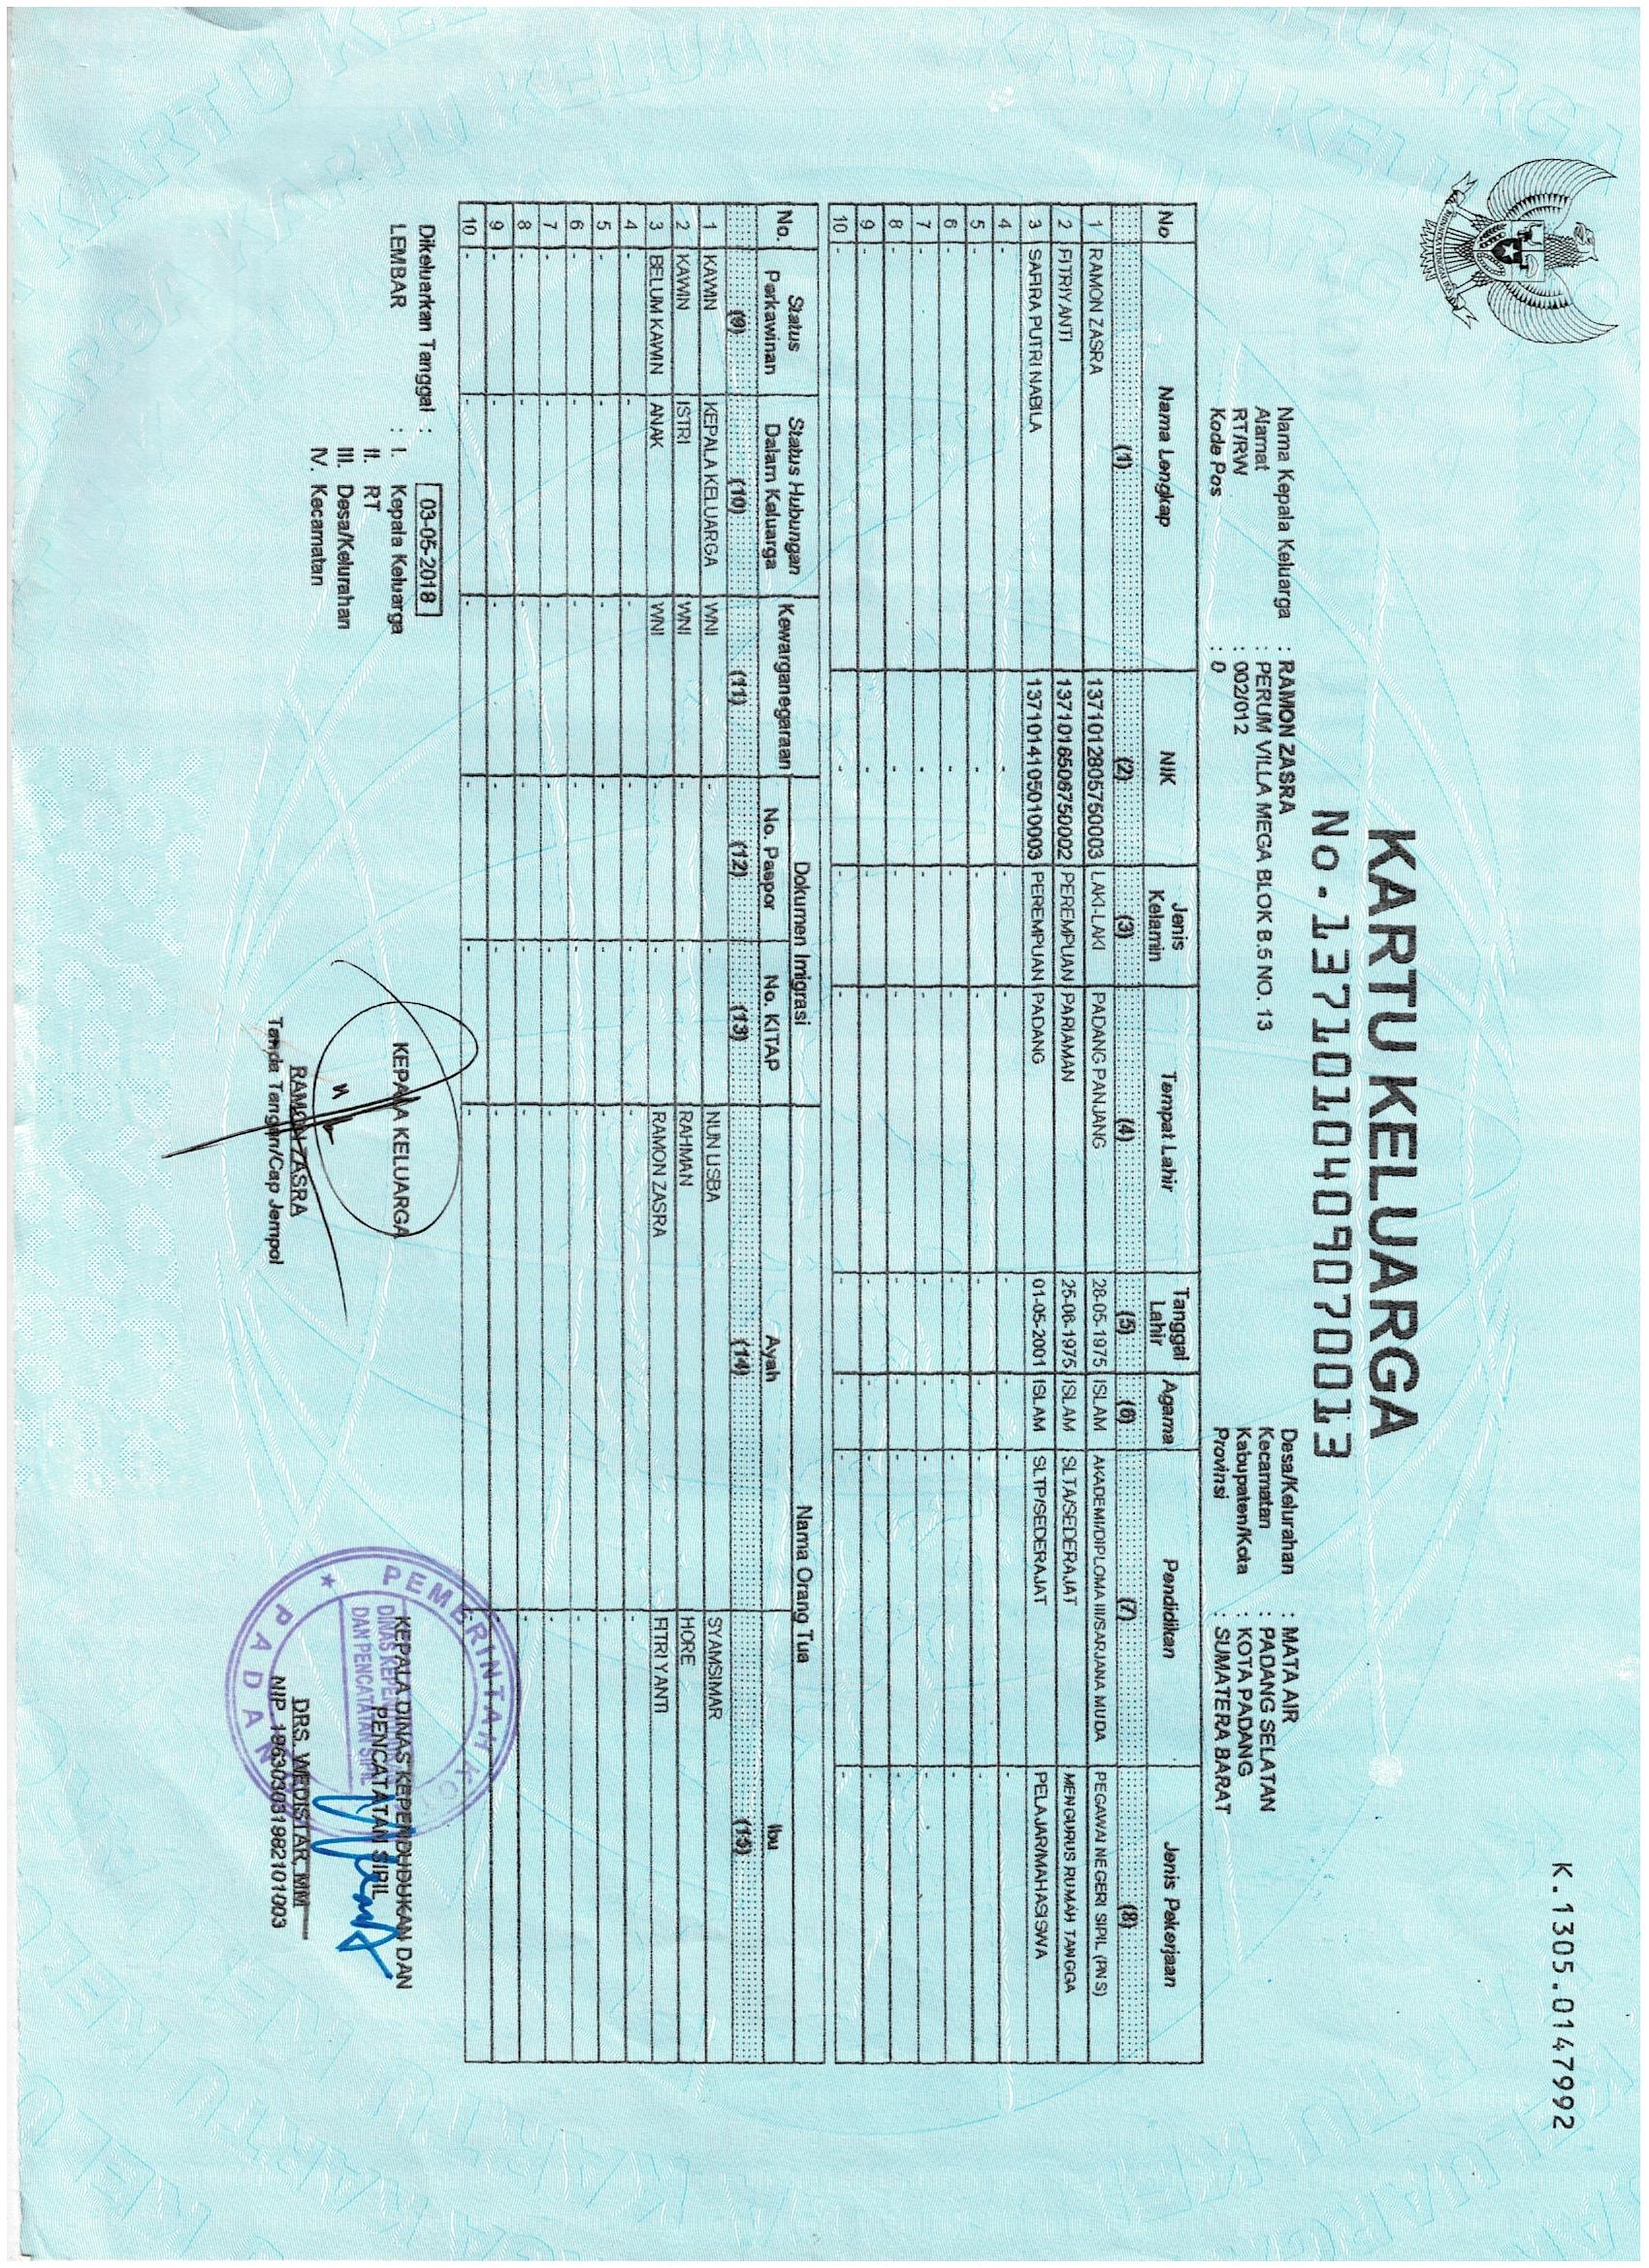 BHINNEKA TUNGGAL IKA
K.1305.0147992
KARTU KELUARGA
No.1371010409070013
Nama Kepala Keluarga : RAMON ZASRA
Alamat : PERUM VILLA MEGA BLOK B.5 NO. 13
RT/RW : 002/012
Kode Pos : 0
Desa/Kelurahan : MATA AIR
Kecamatan : PADANG SELATAN
Kabupaten/Kota : KOTA PADANG
Provinsi : SUMATERA BARAT
No Nama Lengkap NIK Jenis Kelamin Tempat Lahir Tanggal Lahir Agama Pendidikan Jenis Pekerjaan
(1) (2) (3) (4) (5) (6) (7) (8)
1 RAMON ZASRA 1371012805750003 LAKI-LAKI PADANG PANJANG 28-05-1975 ISLAM AKADEMI/DIPLOMA III/SARJANA MUDA PEGAWAI NEGERI SIPIL (PNS)
2 FITRIYANTI 1371016506750002 PEREMPUAN PARIAMAN 25-06-1975 ISLAM SLTA/SEDERAJAT MENGURUS RUMAH TANGGA
3 SAFIRA PUTRI NABILA 1371014105010003 PEREMPUAN PADANG 01-05-2001 ISLAM SLTP/SEDERAJAT PELAJAR/MAHASISWA
4 - - - - - - - -
5 - - - - - - - -
6 - - - - - - - -
7 - - - - - - - -
8 - - - - - - - -
9 - - - - - - - -
10 - - - - - - - -
No. Status Perkawinan Status Hubungan Dalam Keluarga Kewarganegaraan Dokumen Imigrasi Nama Orang Tua
No. Paspor No. KITAP Ayah Ibu
(9) (10) (11) (12) (13) (14) (15)
1 KAWIN KEPALA KELUARGA WNI - - NUN LISBA SYAMSIMAR
2 KAWIN ISTRI WNI - - RAHMAN HORE
3 BELUM KAWIN ANAK WNI - - RAMON ZASRA FITRI YANTI
4 - - - - - - -
5 - - - - - - -
6 - - - - - - -
7 - - - - - - -
8 - - - - - - -
9 - - - - - - -
10 - - - - - - -
Dikeluarkan Tanggal : 03-05-2018
LEMBAR : I. Kepala Keluarga
II. RT
III. Desa/Kelurahan
IV. Kecamatan
KEPALA KELUARGA
RAMON ZASRA
Tanda Tangan/Cap Jempol
PEMERINTAH KOTA
DINAS KEPENDUDUKAN
DAN PENCATATAN SIPIL
PADANG
KEPALA DINAS KEPENDUDUKAN DAN
PENCATATAN SIPIL
DRS. WEDISTAR, MM
NIP. 196303031982101003